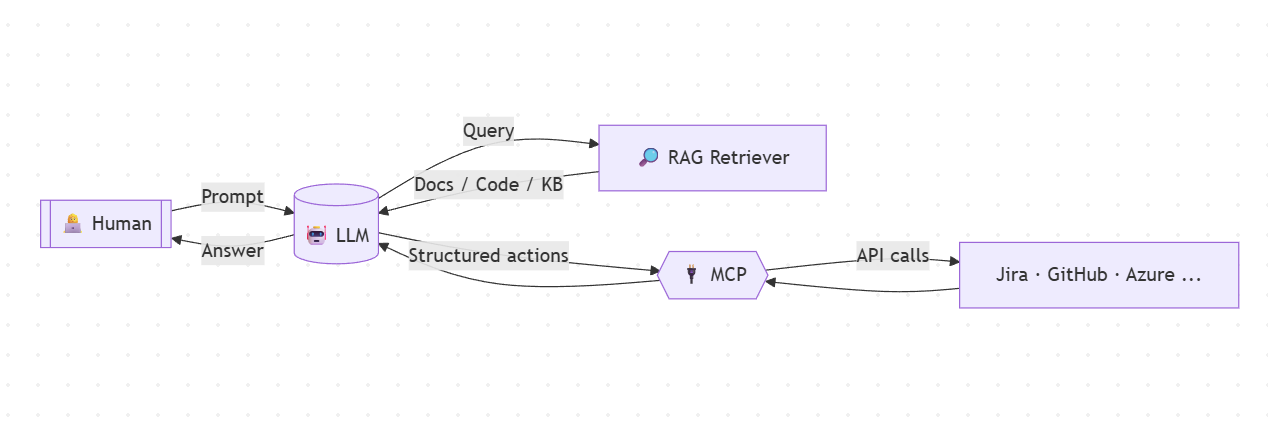 Query
RAG Retriever
Docs / Code / KB
Prompt
Human
LLM
Answer
Structured actions
MCP
API calls
Jira · GitHub · Azure ...